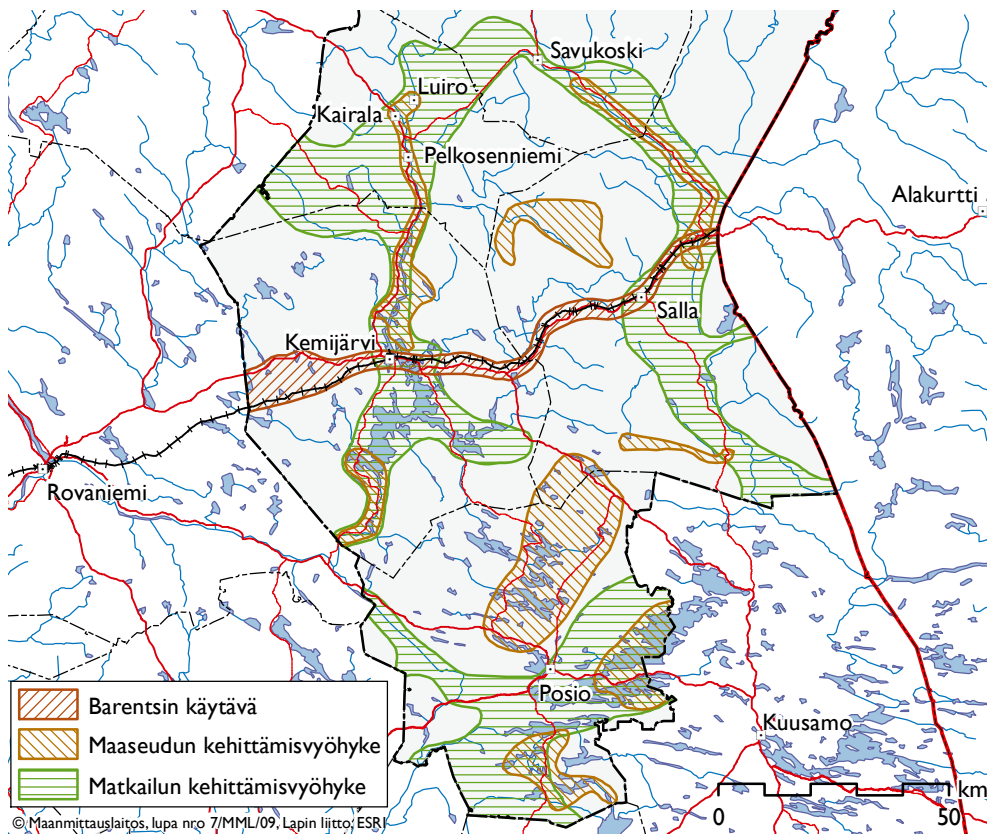 Savukoski
Luiro
Kairala
Pelkosenniemi
Alakurtti
Salla
Kemijärvi
Rovaniemi
Posio
Kuusamo
Barentsin käytävä
Maaseudun kehittämisvyöhyke
Matkailun kehittämisvyöhyke
km
0 50
© Maanmittauslaitos, lupa nro 7/MML/09, Lapin liitto, ESRI